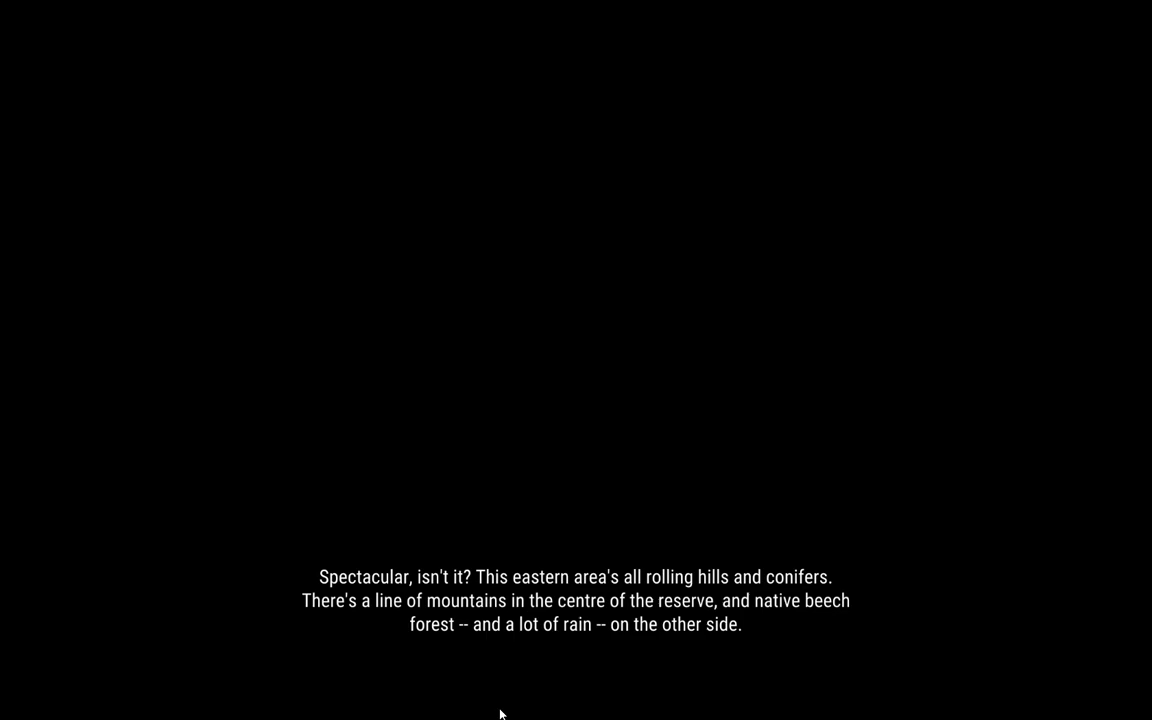 Spectacular, isn't it? This eastern area's all rolling hills and conifers.
There's a line of mountains in the centre of the reserve, and native beech
forest -- and a lot of rain -- on the other side.